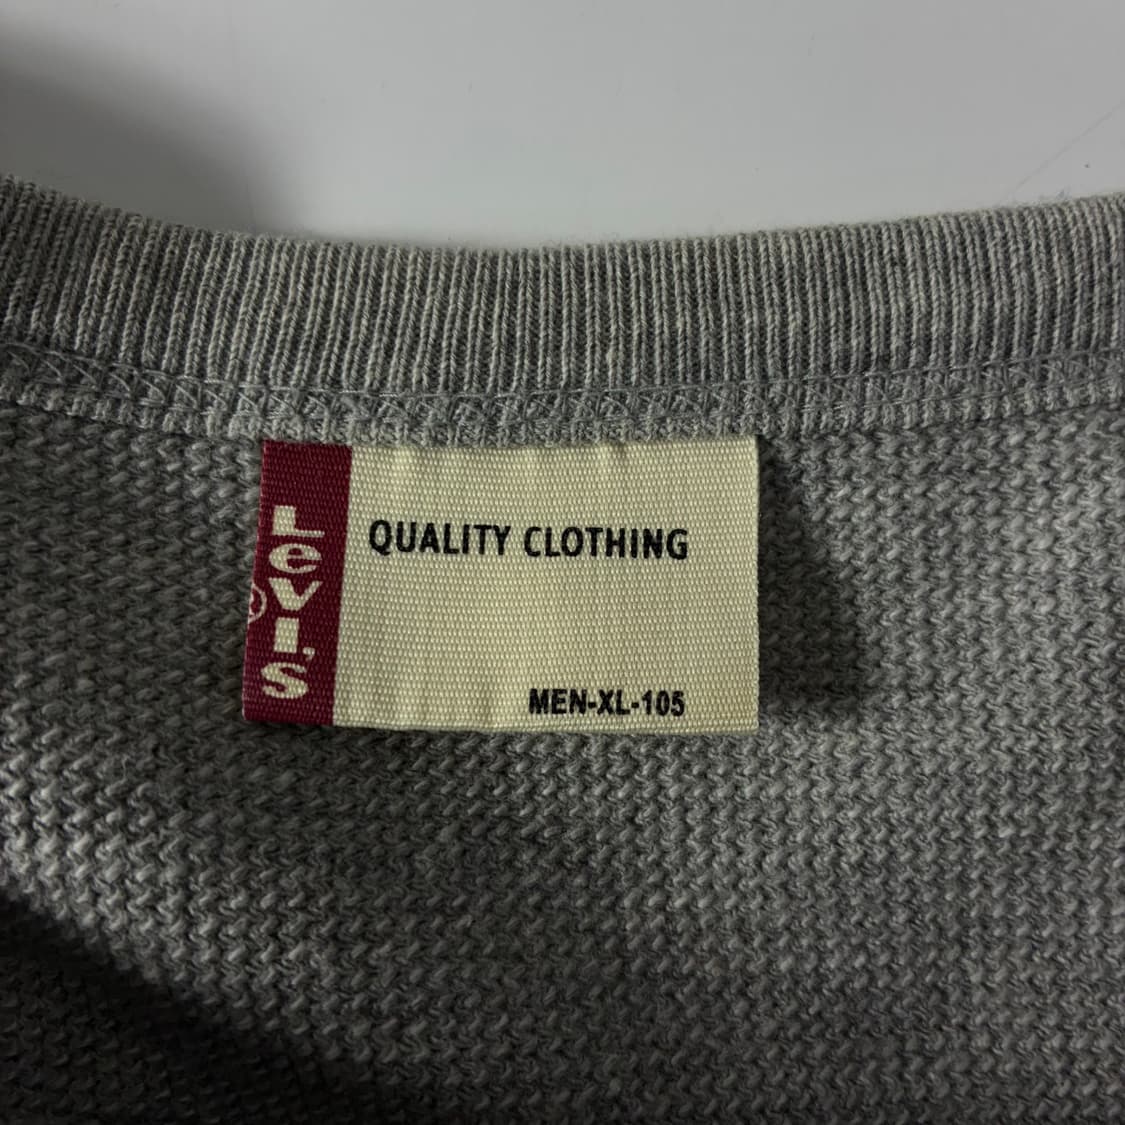 LeVI.S
®
QUALITY CLOTHING
MEN-XL-105